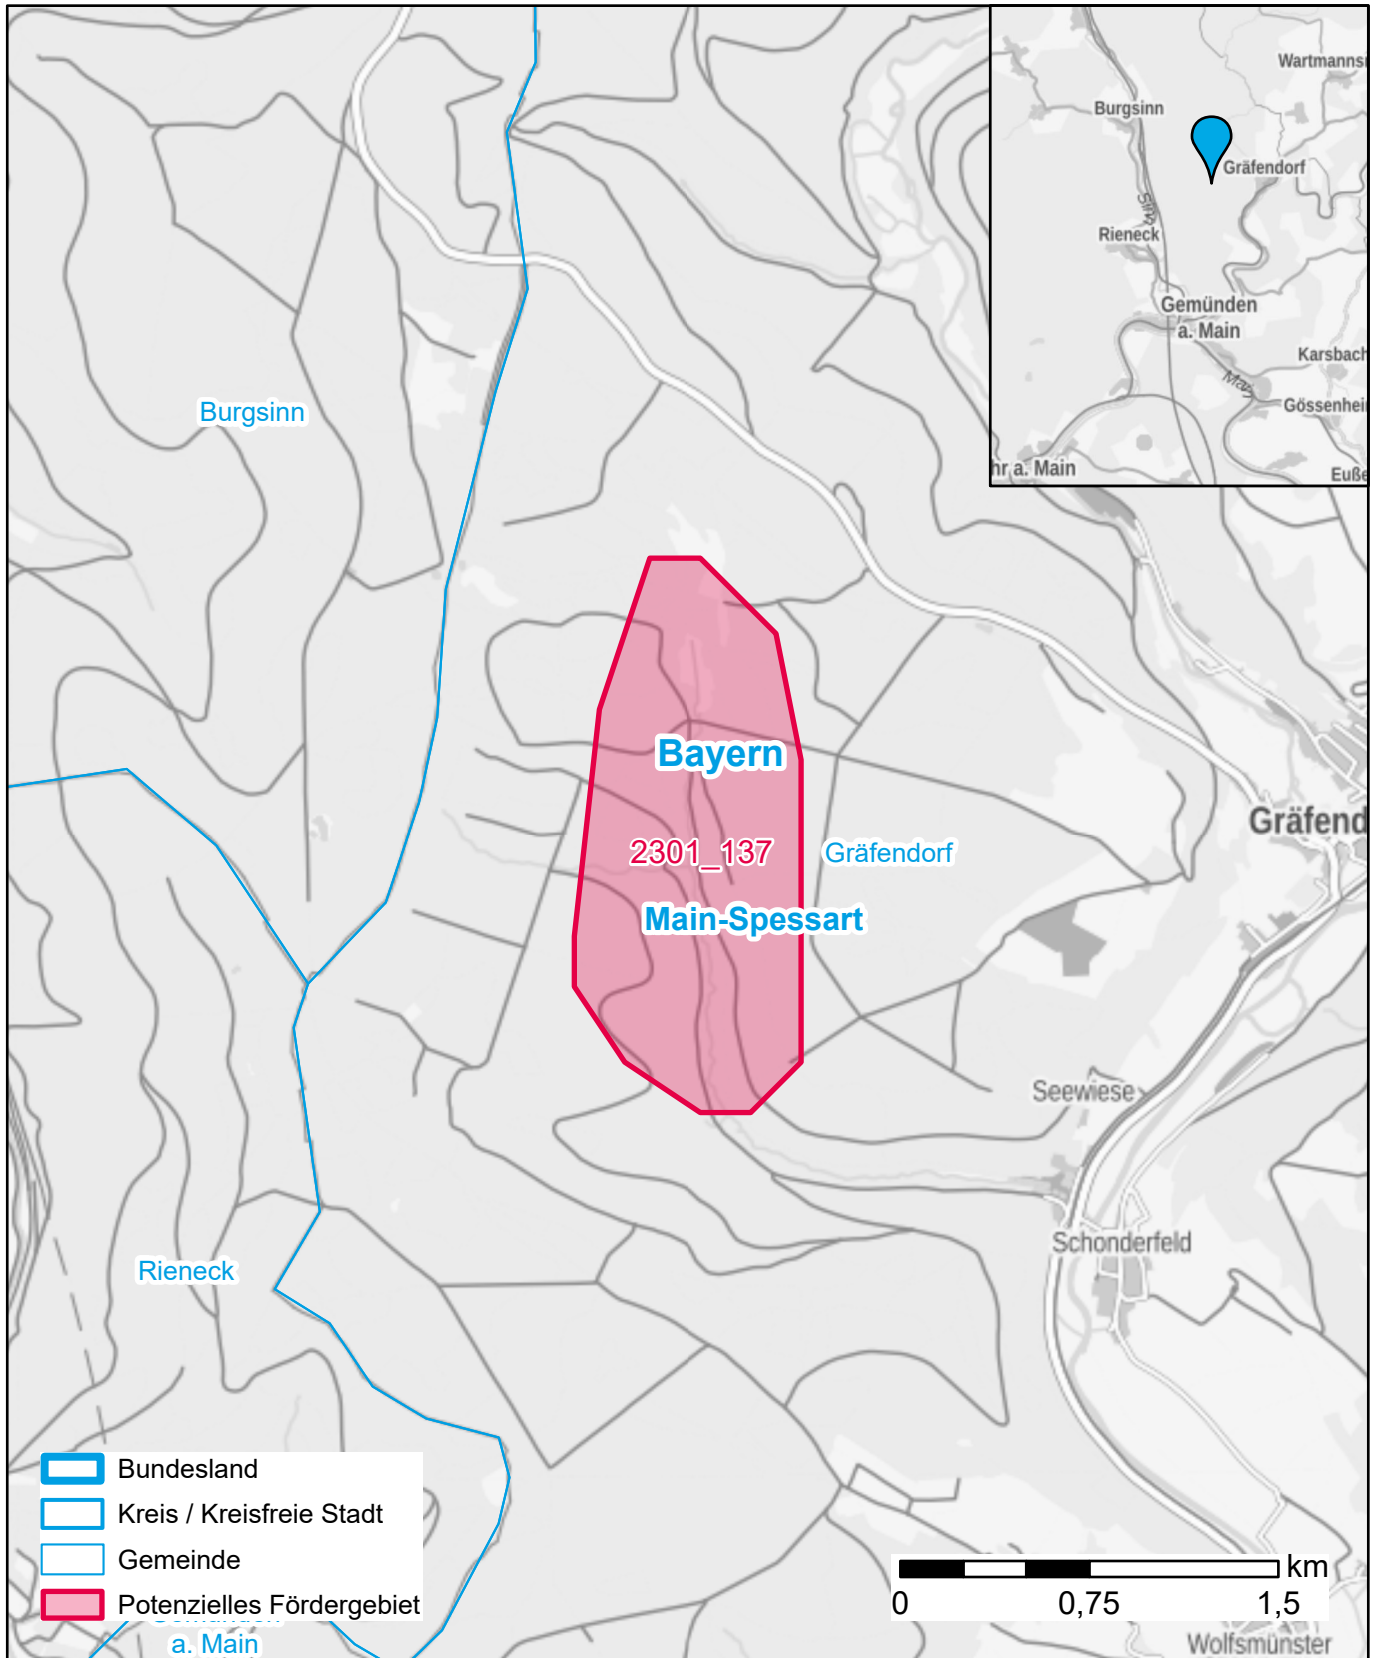 Wartmanns
Burgsinn
Gräfendorf
Sinn
Rieneck
Gemünden
a. Main
Karsbach
Main
Gössenhei
hr a. Main
Euße
Burgsinn
Bayern
2301_137
Gräfendorf
Gräfend
Main-Spessart
Seewiese
Schonderfeld
Rieneck
Bundesland
Kreis / Kreisfreie Stadt
Gemeinde
Potenzielles Fördergebiet
a. Main
km
0 0,75 1,5
Wolfsmünster